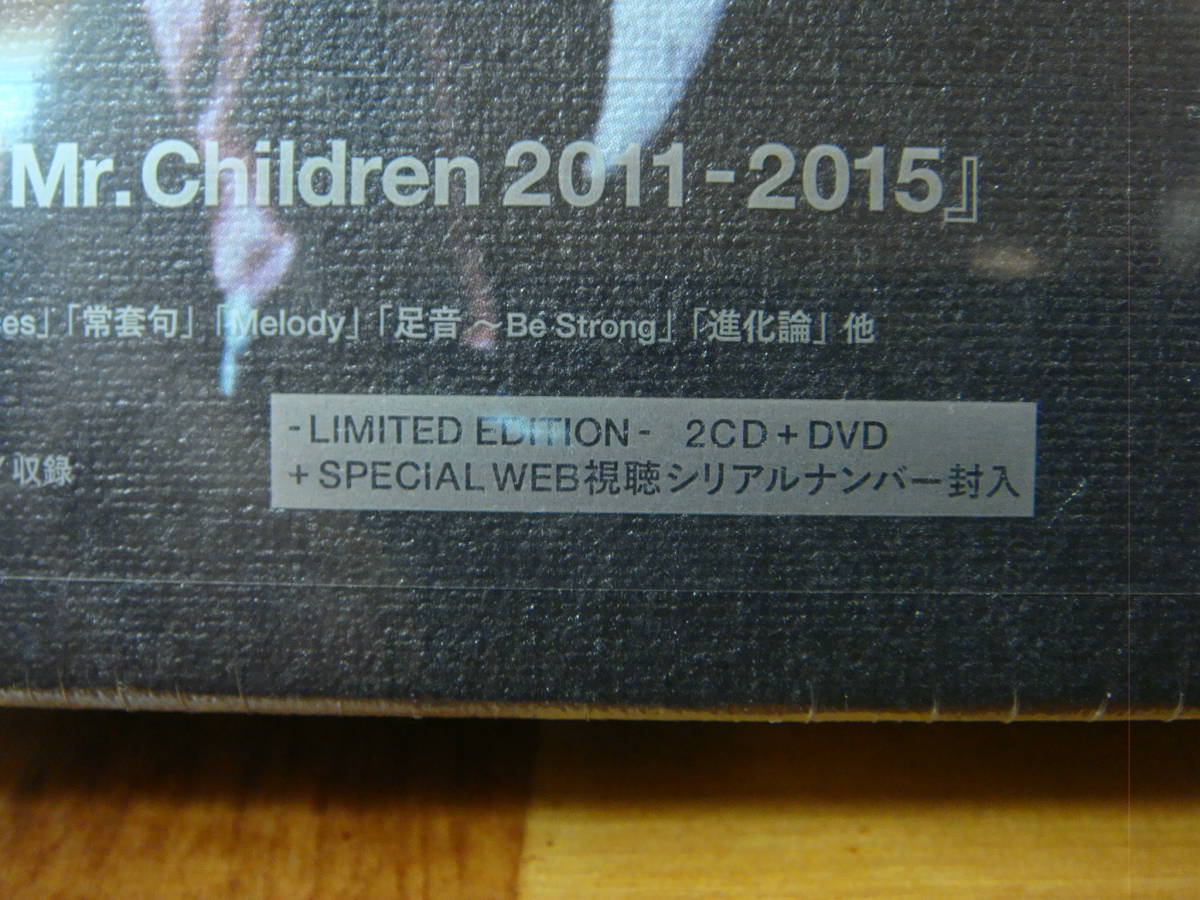 Mr.Children 2011-2015』
」「常套句」「Melody」「足音 〜Be Strong」「進化論」 他
収録
- LIMITED EDITION - 2CD + DVD
+ SPECIAL WEB視聴シリアルナンバー封入